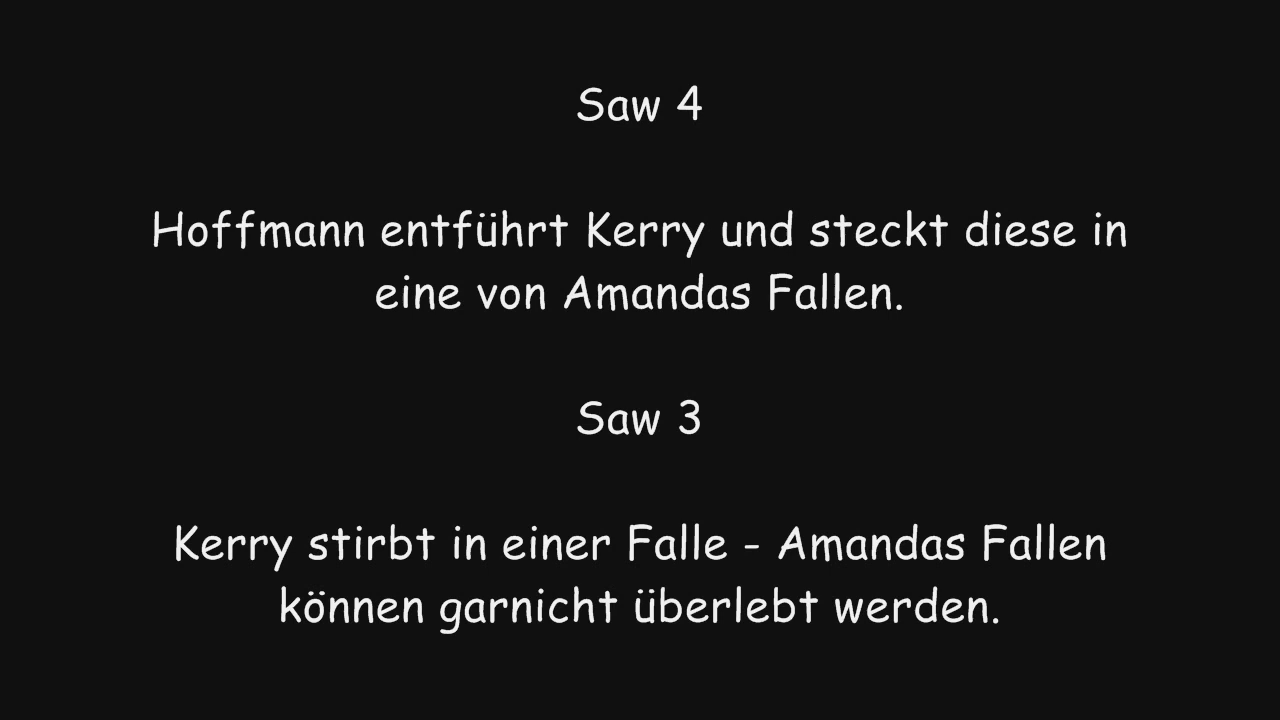 Saw 4
Hoffmann entführt Kerry und steckt diese in
eine von Amandas Fallen.
Saw 3
Kerry stirbt in einer Falle - Amandas Fallen
können garnicht überlebt werden.